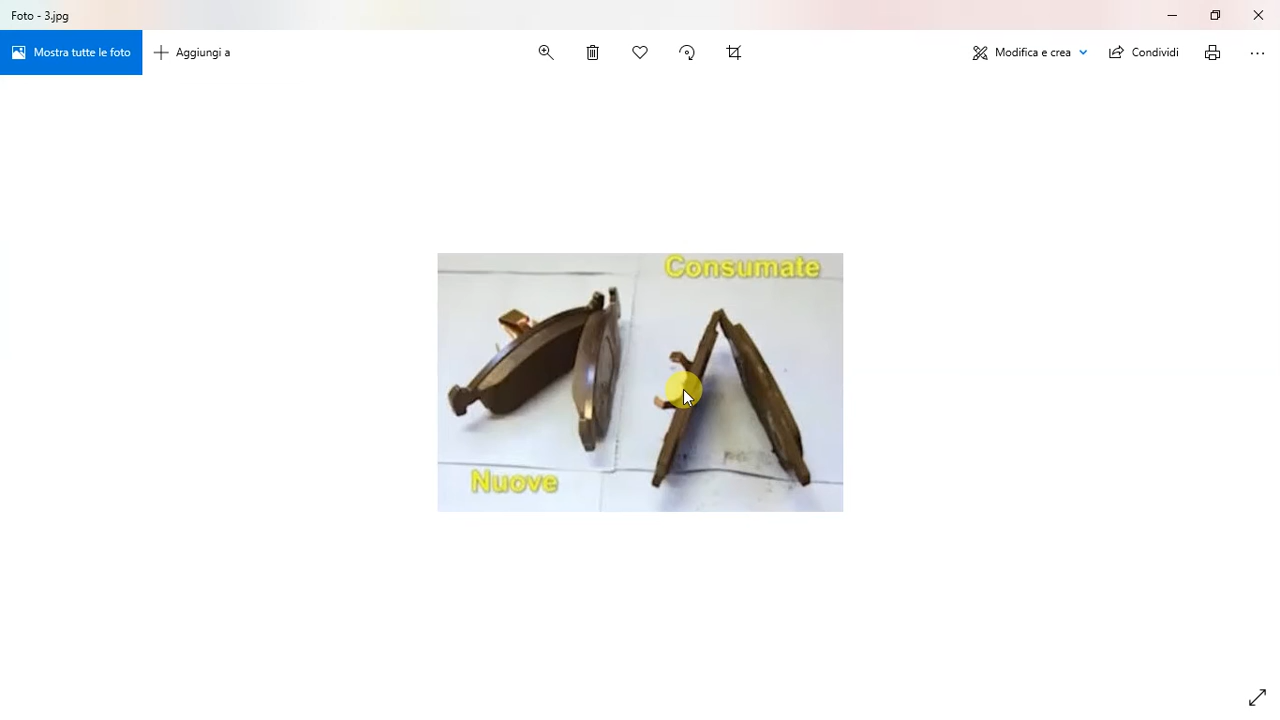 Foto - 3.jpg
Mostra tutte le foto
Aggiungi a
Modifica e crea
Condividi
Consumate
Nuove